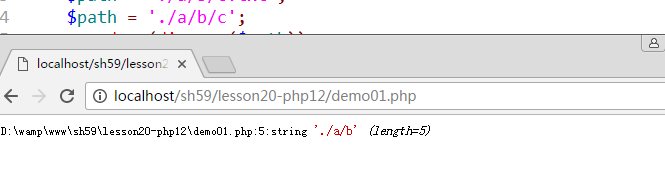 4 $path = './a/b/c';
localhost/sh59/lesson2
localhost/sh59/lesson20-php12/demo01.php
D:\wamp\www\sh59\lesson20-php12\demo01.php:5:string './a/b' (length=5)